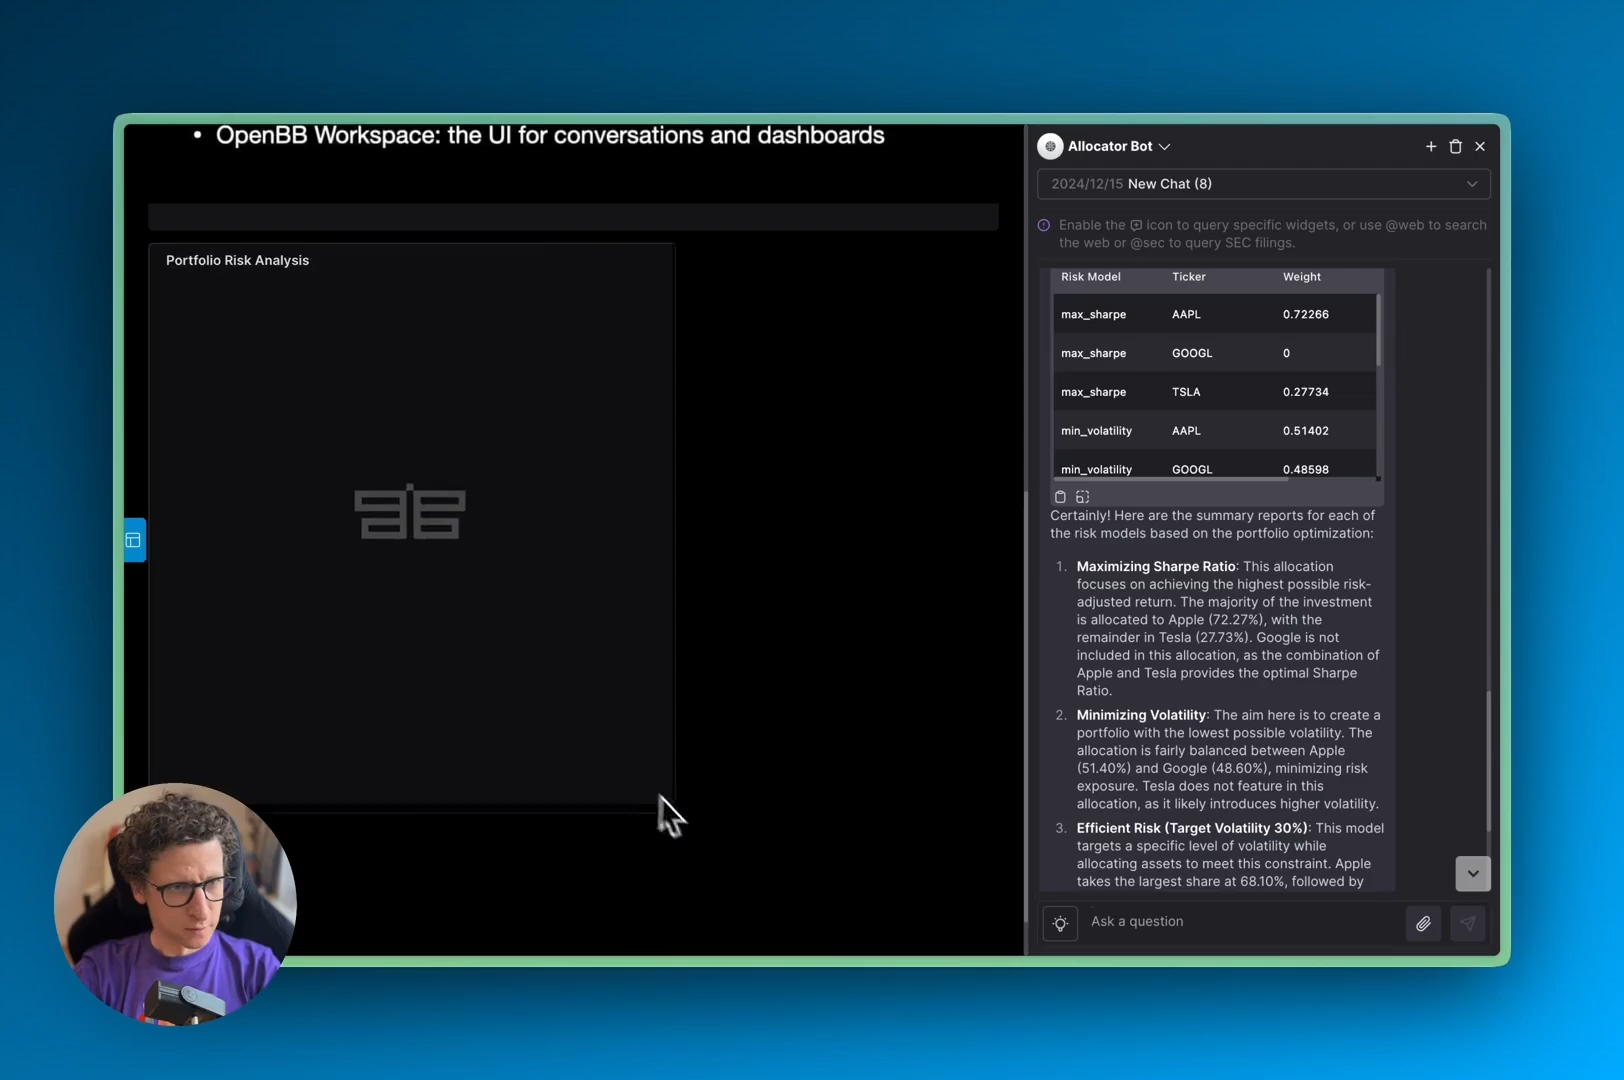 • OpenBB Workspace: the UI for conversations and dashboards
Portfolio Risk Analysis
Allocator Bot
2024/12/15 New Chat (8)
Enable the icon to query specific widgets, or use @web to search
the web or @sec to query SEC filings.
Risk Model Ticker Weight
max_sharpe AAPL 0.72266
max_sharpe GOOGL 0
max_sharpe TSLA 0.27734
min_volatility AAPL 0.51402
min_volatility GOOGL 0.48598
Certainly! Here are the summary reports for each of
the risk models based on the portfolio optimization:
1. Maximizing Sharpe Ratio: This allocation
focuses on achieving the highest possible risk-
adjusted return. The majority of the investment
is allocated to Apple (72.27%), with the
remainder in Tesla (27.73%). Google is not
included in this allocation, as the combination of
Apple and Tesla provides the optimal Sharpe
Ratio.
2. Minimizing Volatility: The aim here is to create a
portfolio with the lowest possible volatility. The
allocation is fairly balanced between Apple
(51.40%) and Google (48.60%), minimizing risk
exposure. Tesla does not feature in this
allocation, as it likely introduces higher volatility.
3. Efficient Risk (Target Volatility 30%): This model
targets a specific level of volatility while
allocating assets to meet this constraint. Apple
takes the largest share at 68.10%, followed by
Ask a question